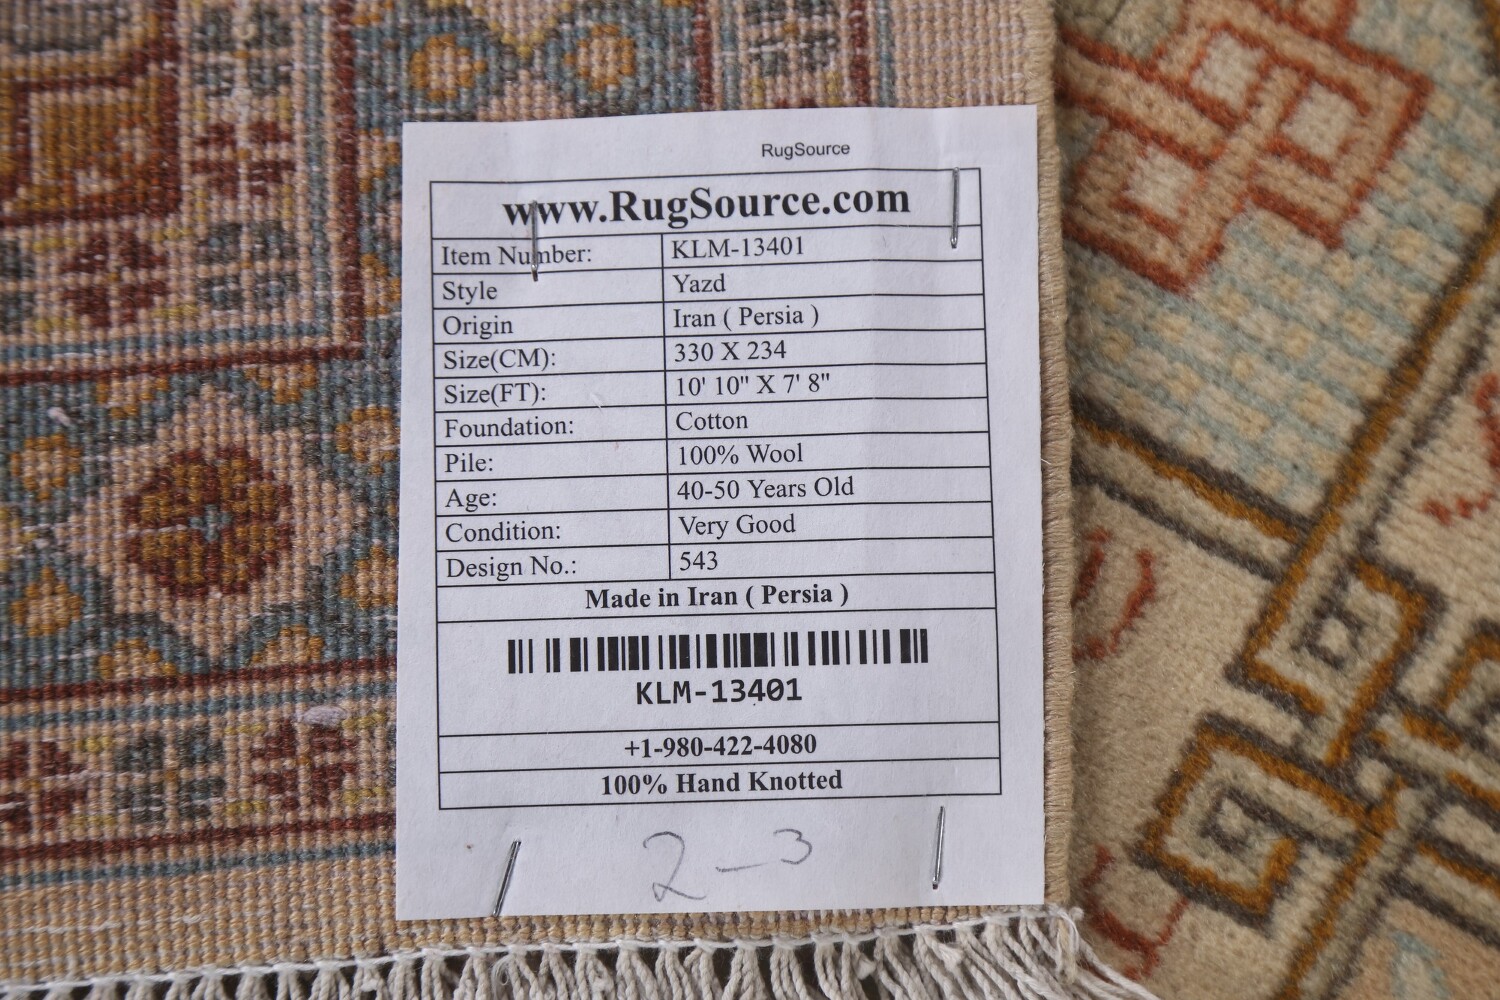 RugSource
www.RugSource.com
Item Number: KLM-13401
Style Yazd
Origin Iran ( Persia )
Size(CM): 330 X 234
Size(FT): 10' 10" X 7' 8"
Foundation: Cotton
Pile: 100% Wool
Age: 40-50 Years Old
Condition: Very Good
Design No.: 543
Made in Iran ( Persia )
KLM-13401
+1-980-422-4080
100% Hand Knotted
2-3